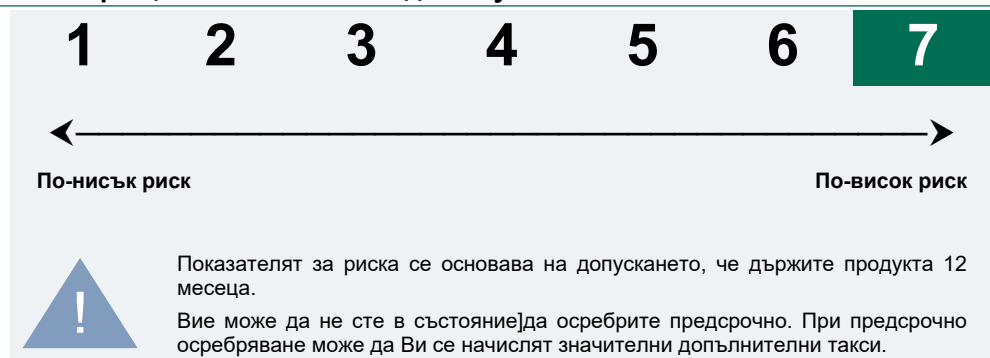 1 2 3 4 5 6 7
По-нисък риск По-висок риск
!
Показателят за риска се основава на допускането, че държите продукта 12
месеца.
Вие може да не сте в състояние]да осребрите предсрочно. При предсрочно
осребряване може да Ви се начислят значителни допълнителни такси.